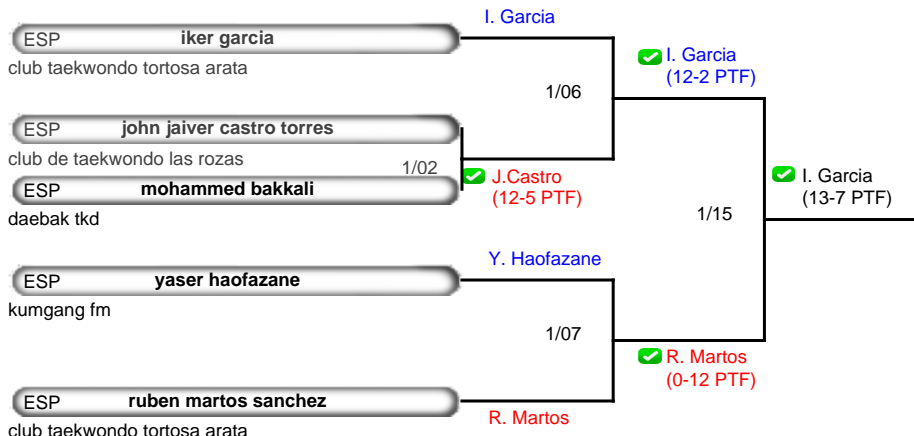 I. Garcia
ESP iker garcia
club taekwondo tortosa arata
I. Garcia
(12-2 PTF)
1/06
ESP john jaiver castro torres
club de taekwondo las rozas
1/02
J.Castro
(12-5 PTF)
ESP mohammed bakkali
daebak tkd
I. Garcia
(13-7 PTF)
1/15
Y. Haofazane
ESP yaser haofazane
kumgang fm
1/07
R. Martos
(0-12 PTF)
ESP ruben martos sanchez
R. Martos
club taekwondo tortosa arata